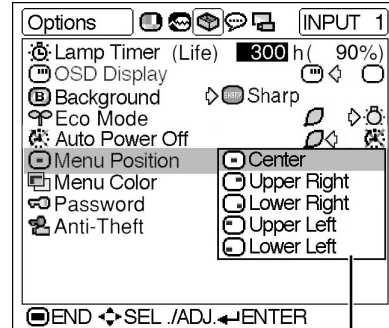 Options INPUT 1
Lamp Timer (Life) 300 h( 90%)
OSD Display
Background SHARP Sharp
Eco Mode
Auto Power Off
Menu Position
Menu Color
Password
Anti-Theft
Center
Upper Right
Lower Right
Upper Left
Lower Left
END SEL./ADJ. ENTER